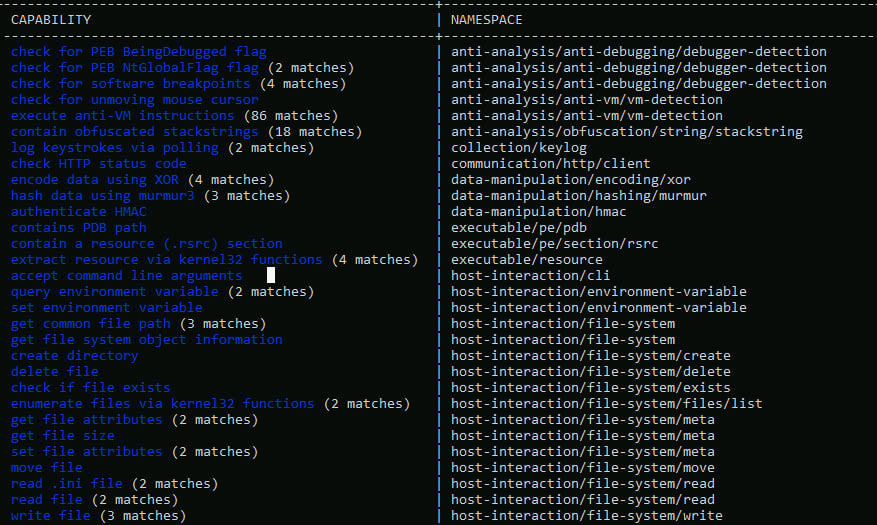 CAPABILITY | NAMESPACE
check for PEB BeingDebugged flag | anti-analysis/anti-debugging/debugger-detection
check for PEB NtGlobalFlag flag (2 matches) | anti-analysis/anti-debugging/debugger-detection
check for software breakpoints (4 matches) | anti-analysis/anti-debugging/debugger-detection
check for unmoving mouse cursor | anti-analysis/anti-vm/vm-detection
execute anti-VM instructions (86 matches) | anti-analysis/anti-vm/vm-detection
contain obfuscated stackstrings (18 matches) | anti-analysis/obfuscation/string/stackstring
log keystrokes via polling (2 matches) | collection/keylog
check HTTP status code | communication/http/client
encode data using XOR (4 matches) | data-manipulation/encoding/xor
hash data using murmur3 (3 matches) | data-manipulation/hashing/murmur
authenticate HMAC | data-manipulation/hmac
contains PDB path | executable/pe/pdb
contain a resource (.rsrc) section | executable/pe/section/rsrc
extract resource via kernel32 functions (4 matches) | executable/resource
accept command line arguments | host-interaction/cli
query environment variable (2 matches) | host-interaction/environment-variable
set environment variable | host-interaction/environment-variable
get common file path (3 matches) | host-interaction/file-system
get file system object information | host-interaction/file-system
create directory | host-interaction/file-system/create
delete file | host-interaction/file-system/delete
check if file exists | host-interaction/file-system/exists
enumerate files via kernel32 functions (2 matches) | host-interaction/file-system/files/list
get file attributes (2 matches) | host-interaction/file-system/meta
get file size | host-interaction/file-system/meta
set file attributes (2 matches) | host-interaction/file-system/meta
move file | host-interaction/file-system/move
read .ini file (2 matches) | host-interaction/file-system/read
read file (2 matches) | host-interaction/file-system/read
write file (3 matches) | host-interaction/file-system/write